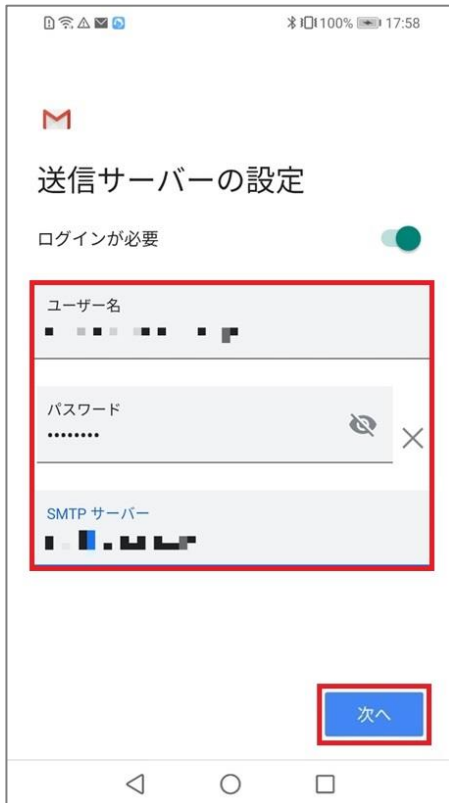 100% 17:58
送信サーバーの設定
ログインが必要
ユーザー名
パスワード
••••••••
SMTP サーバー
次へ